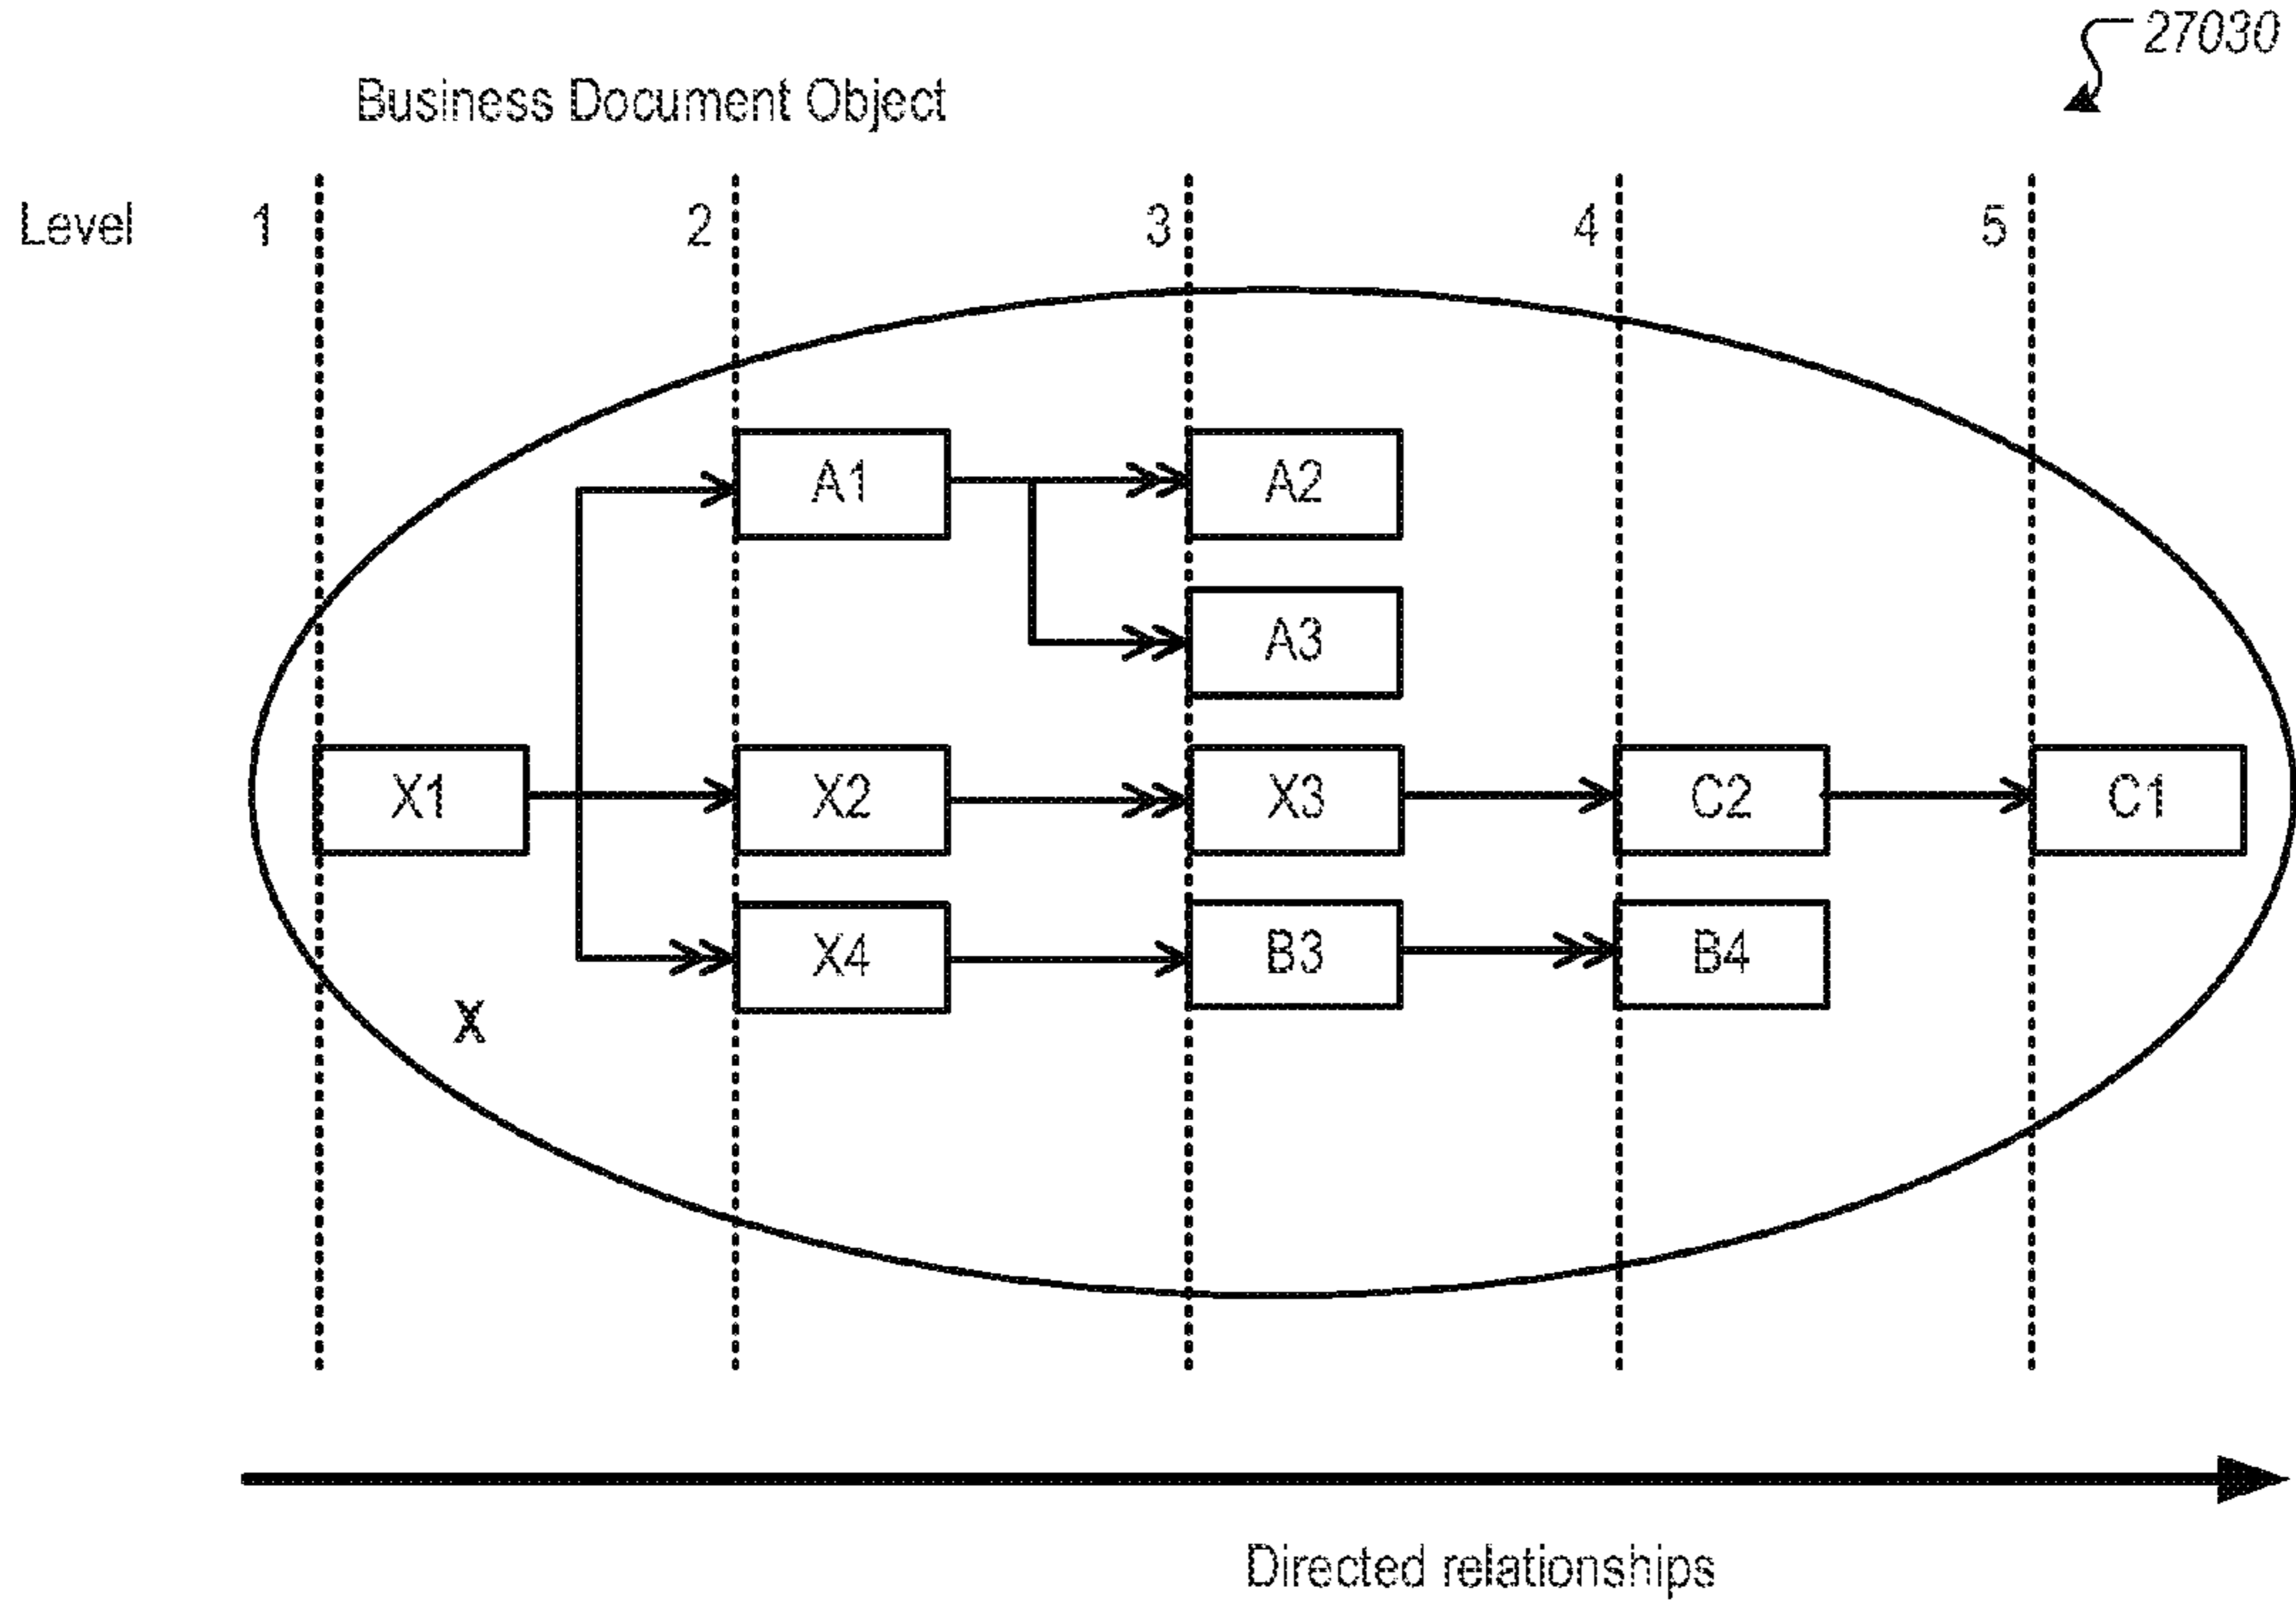 27030
Business Document Object
Level 1 2 3 4 5
A1 A2
A3
X1 X2 X3 C2 C1
X4 B3 B4
X
Directed relationships